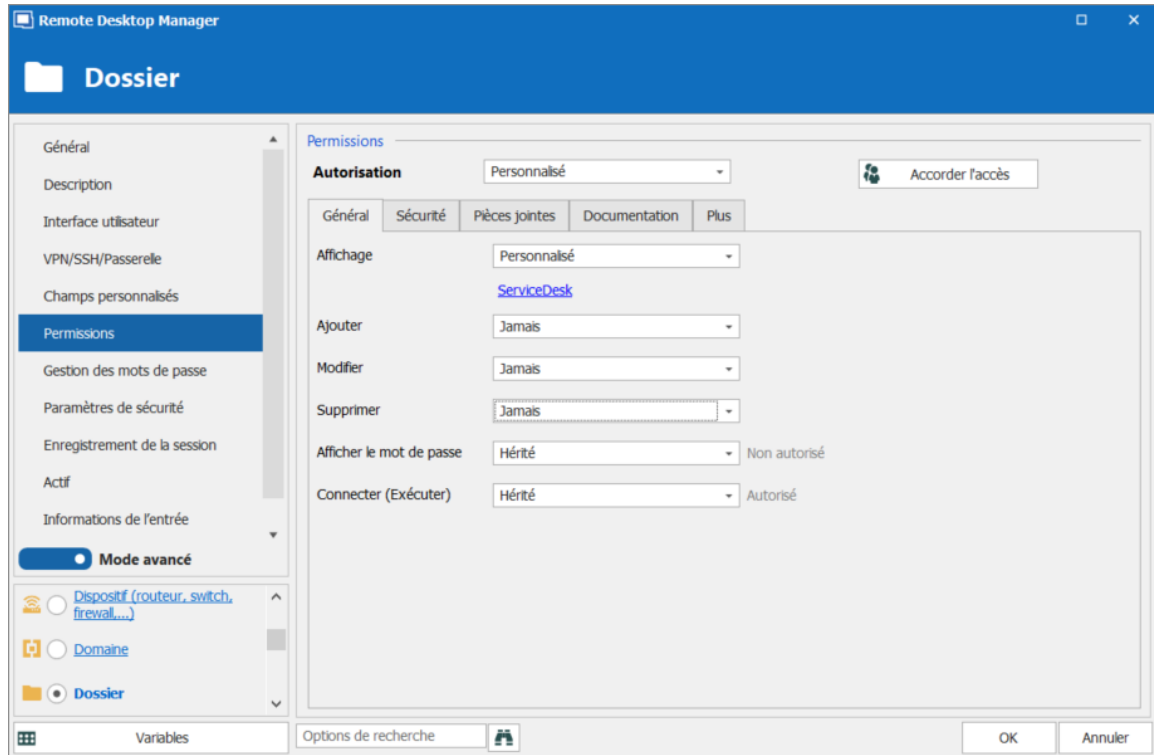 Remote Desktop Manager
Dossier
Général
Description
Interface utilisateur
VPN/SSH/Passerelle
Champs personnalisés
Permissions
Gestion des mots de passe
Paramètres de sécurité
Enregistrement de la session
Actif
Informations de l'entrée
Mode avancé
Dispositif (routeur, switch,
firewall,...)
Domaine
Dossier
Variables
Permissions
Autorisation Personnalisé Accorder l'accès
Général Sécurité Pièces jointes Documentation Plus
Affichage Personnalisé
ServiceDesk
Ajouter Jamais
Modifier Jamais
Supprimer Jamais
Afficher le mot de passe Hérité Non autorisé
Connecter (Exécuter) Hérité Autorisé
Options de recherche
OK Annuler